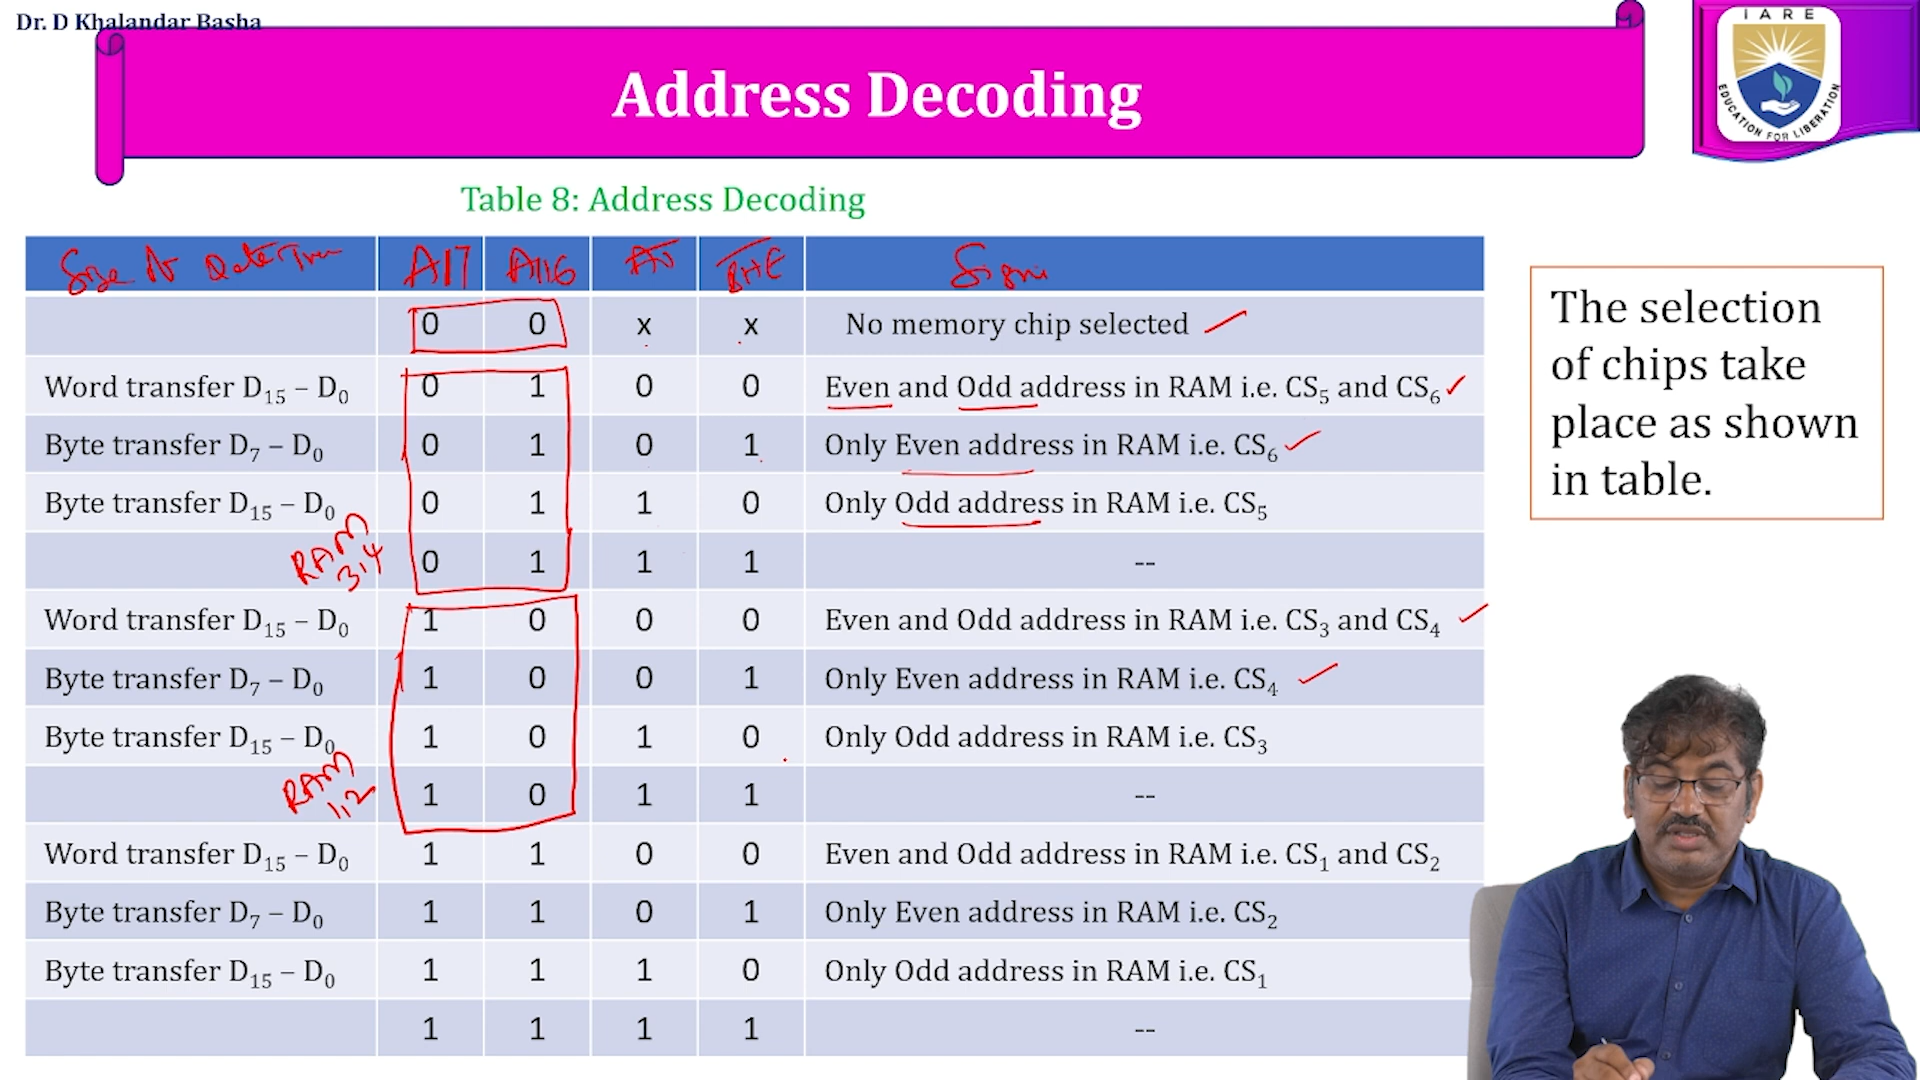 Dr. D Khalandar Basha
IARE
EDUCATION FOR LIBERATION
Address Decoding
Table 8: Address Decoding
A17 A16 BHE
0 0 x x No memory chip selected
Word transfer D15 – D0 0 1 0 0 Even and Odd address in RAM i.e. CS5 and CS6
Byte transfer D7 – D0 0 1 0 1 Only Even address in RAM i.e. CS6
Byte transfer D15 – D0 0 1 1 0 Only Odd address in RAM i.e. CS5
RAM 3,4 0 1 1 1 --
Word transfer D15 – D0 1 0 0 0 Even and Odd address in RAM i.e. CS3 and CS4
Byte transfer D7 – D0 1 0 0 1 Only Even address in RAM i.e. CS4
Byte transfer D15 – D0 1 0 1 0 Only Odd address in RAM i.e. CS3
RAM 1,2 1 0 1 1 --
Word transfer D15 – D0 1 1 0 0 Even and Odd address in RAM i.e. CS1 and CS2
Byte transfer D7 – D0 1 1 0 1 Only Even address in RAM i.e. CS2
Byte transfer D15 – D0 1 1 1 0 Only Odd address in RAM i.e. CS1
1 1 1 1 --
The selection
of chips take
place as shown
in table.